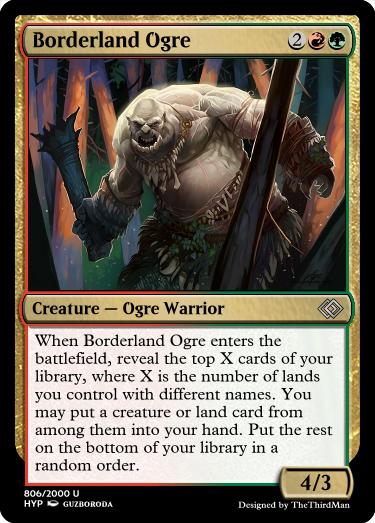 Borderland Ogre 2
Creature — Ogre Warrior
When Borderland Ogre enters the
battlefield, reveal the top X cards of your
library, where X is the number of lands
you control with different names. You
may put a creature or land card from
among them into your hand. Put the rest
on the bottom of your library in a
random order.
4/3
806/2000 U
HYP GUZBORODA
Designed by TheThirdMan